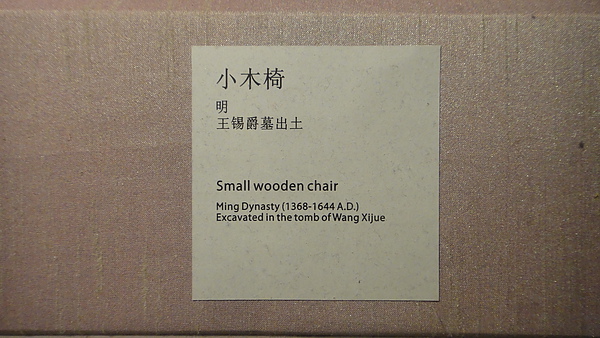 小木椅
明
王锡爵墓出土
Small wooden chair
Ming Dynasty (1368-1644 A.D.)
Excavated in the tomb of Wang Xijue